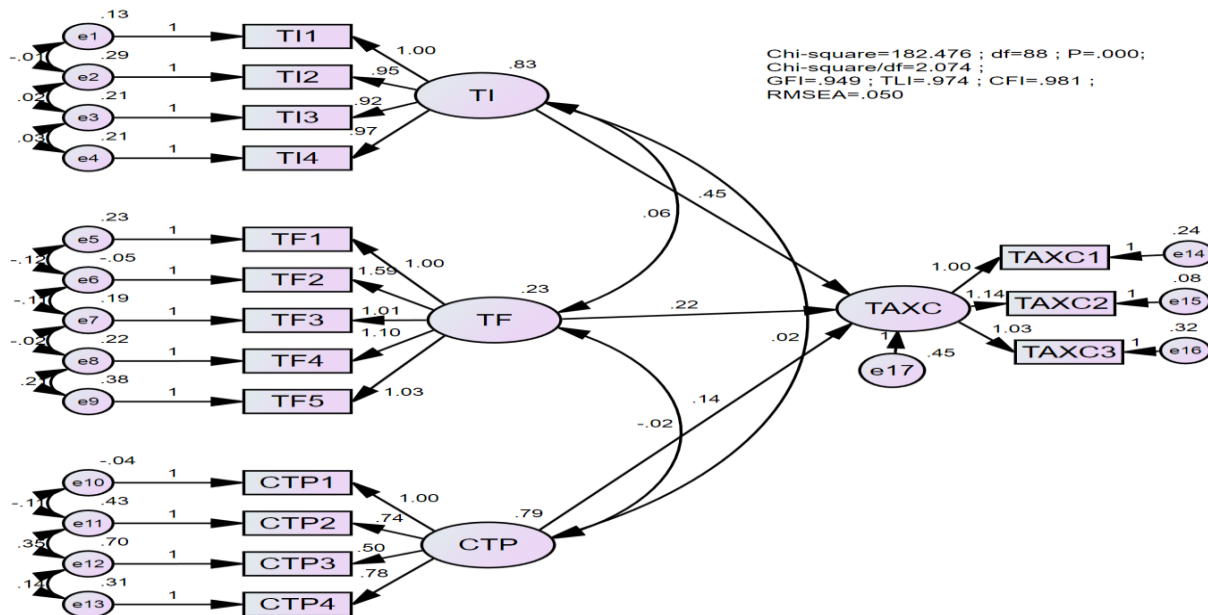 .13
e1
1
TI1
1.00
-.01
.29
e2
1
TI2
.95
.83
TI
.02
.21
e3
1
TI3
.92
.03
.21
e4
1
TI4
.97
Chi-square=182.476 ; df=88 ; P=.000;
Chi-square/df=2.074 ;
GFI=.949 ; TLI=.974 ; CFI=.981 ;
RMSEA=.050
.45
.06
.23
e5
1
TF1
1.00
-.12
-.05
e6
1
TF2
1.59
.23
TF
-.11
.19
e7
1
TF3
1.01
.22
-.02
.22
e8
1
TF4
1.10
.38
e9
1
TF5
1.03
TAXC
1.00
TAXC1
1
.24
e14
1.14
TAXC2
1
.08
e15
1.03
TAXC3
1
.32
e16
1
.45
e17
.02
.14
-.02
-.04
e10
1
CTP1
1.00
-.11
.43
e11
1
CTP2
.74
.79
CTP
.35
.70
e12
1
CTP3
.50
.14
.31
e13
1
CTP4
.78